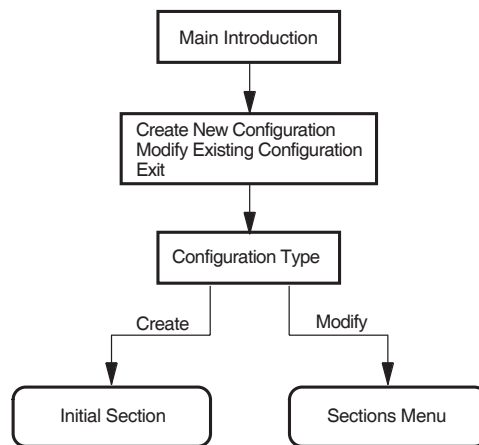 Main Introduction
Create New Configuration
Modify Existing Configuration
Exit
Configuration Type
Create
Modify
Initial Section
Sections Menu